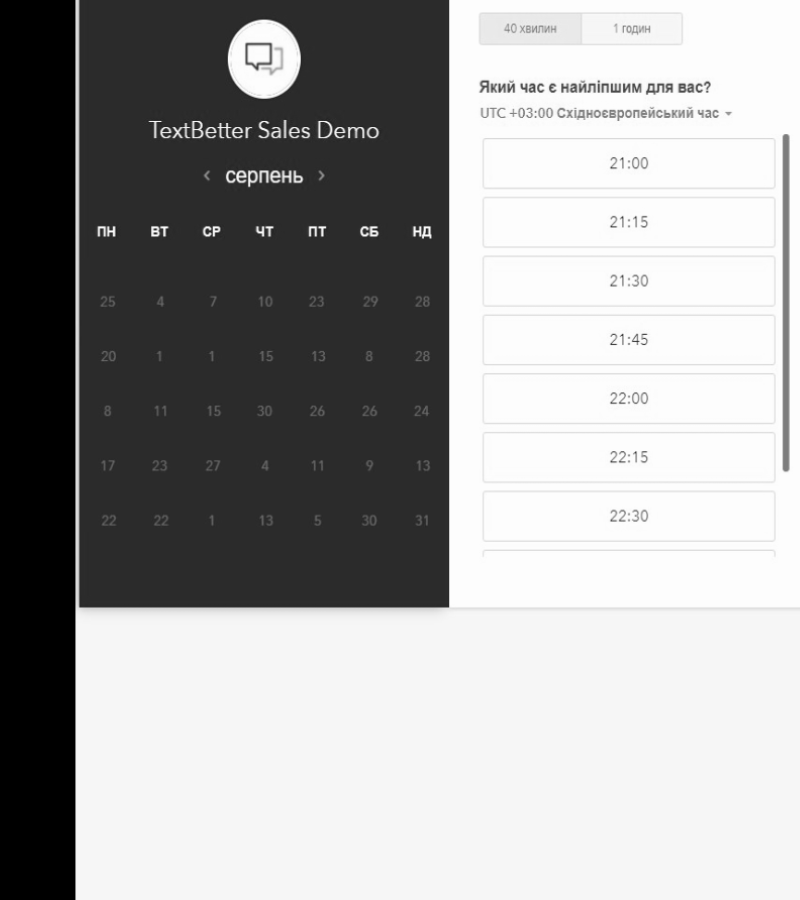 TextBetter Sales Demo
серпень
ПН ВТ СР ЧТ ПТ СБ НД
25 4 7 10 23 29 28
20 1 1 15 13 8 28
8 11 15 30 26 26 24
17 23 27 4 11 9 13
22 22 1 13 5 30 31
40 хвилин 1 годин
Який час є найліпшим для вас?
UTC +03:00 Східноєвропейський час
21:00
21:15
21:30
21:45
22:00
22:15
22:30